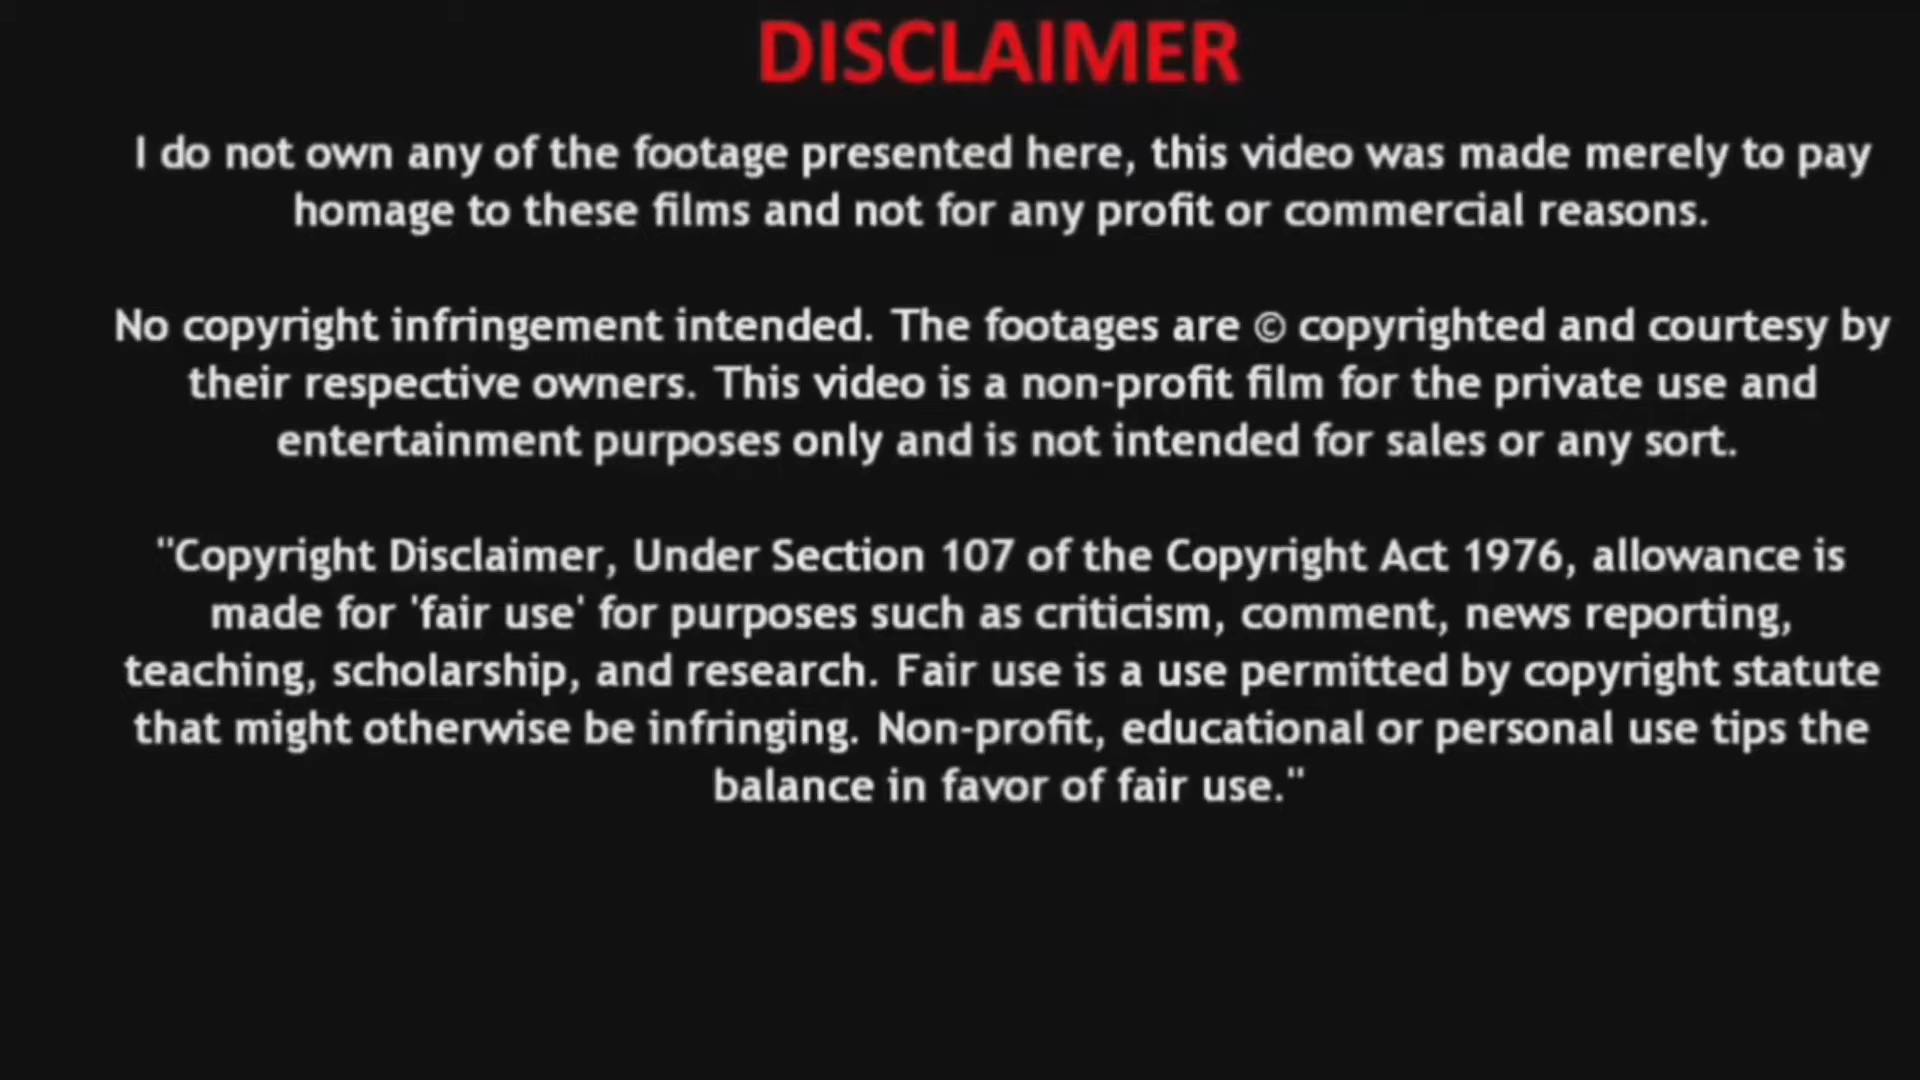 DISCLAIMER
I do not own any of the footage presented here, this video was made merely to pay
homage to these films and not for any profit or commercial reasons.
No copyright infringement intended. The footages are © copyrighted and courtesy by
their respective owners. This video is a non-profit film for the private use and
entertainment purposes only and is not intended for sales or any sort.
"Copyright Disclaimer, Under Section 107 of the Copyright Act 1976, allowance is
made for 'fair use' for purposes such as criticism, comment, news reporting,
teaching, scholarship, and research. Fair use is a use permitted by copyright statute
that might otherwise be infringing. Non-profit, educational or personal use tips the
balance in favor of fair use."